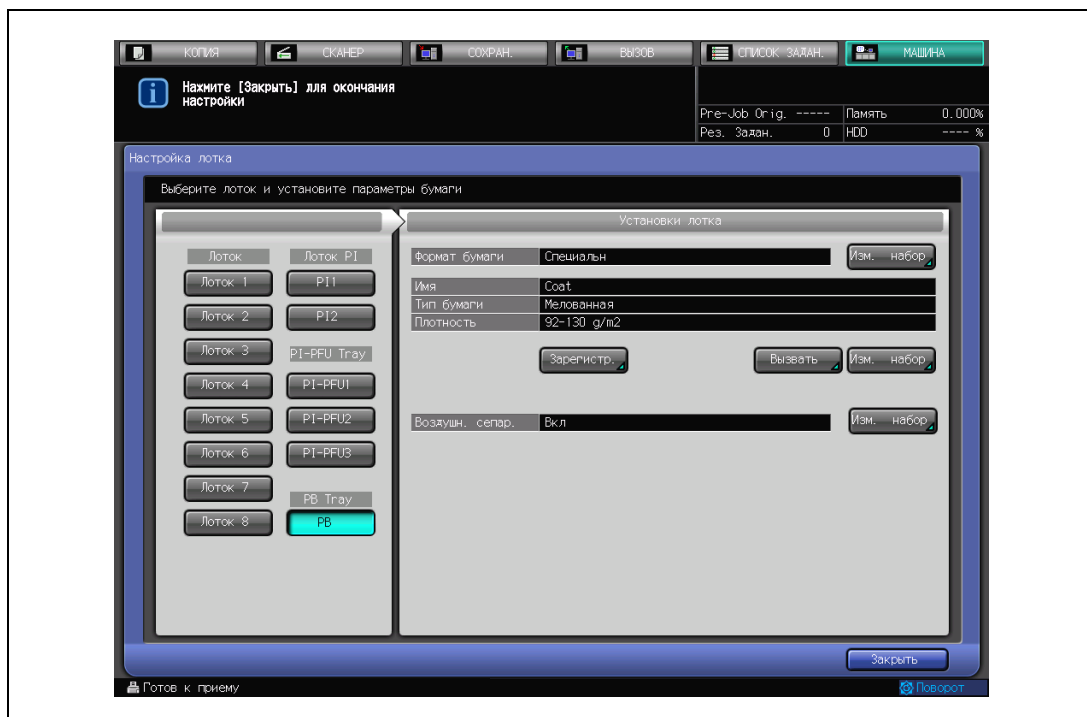 КОПИЯ СКАНЕР СОХРАН. ВЫЗОВ СПИСОК ЗАДАН. МАШИНА
Нажмите [Закрыть] для окончания
настройки
Pre-Job Orig. ----- Память 0.000%
Рез. Задан. 0 HDD ---- %
Настройка лотка
Выберите лоток и установите параметры бумаги
Установки лотка
Лоток Лоток PI
Лоток 1 PI1
Лоток 2 PI2
Лоток 3 PI-PFU Tray
Лоток 4 PI-PFU1
Лоток 5 PI-PFU2
Лоток 6 PI-PFU3
Лоток 7 PB Tray
Лоток 8 PB
Формат бумаги Специальн Изм. набор
Имя Coat
Тип бумаги Мелованная
Плотность 92-130 g/m2
Зарегистр. Вызвать Изм. набор
Воздушн. сепар. Вкл Изм. набор
Закрыть
Готов к приему Поворот